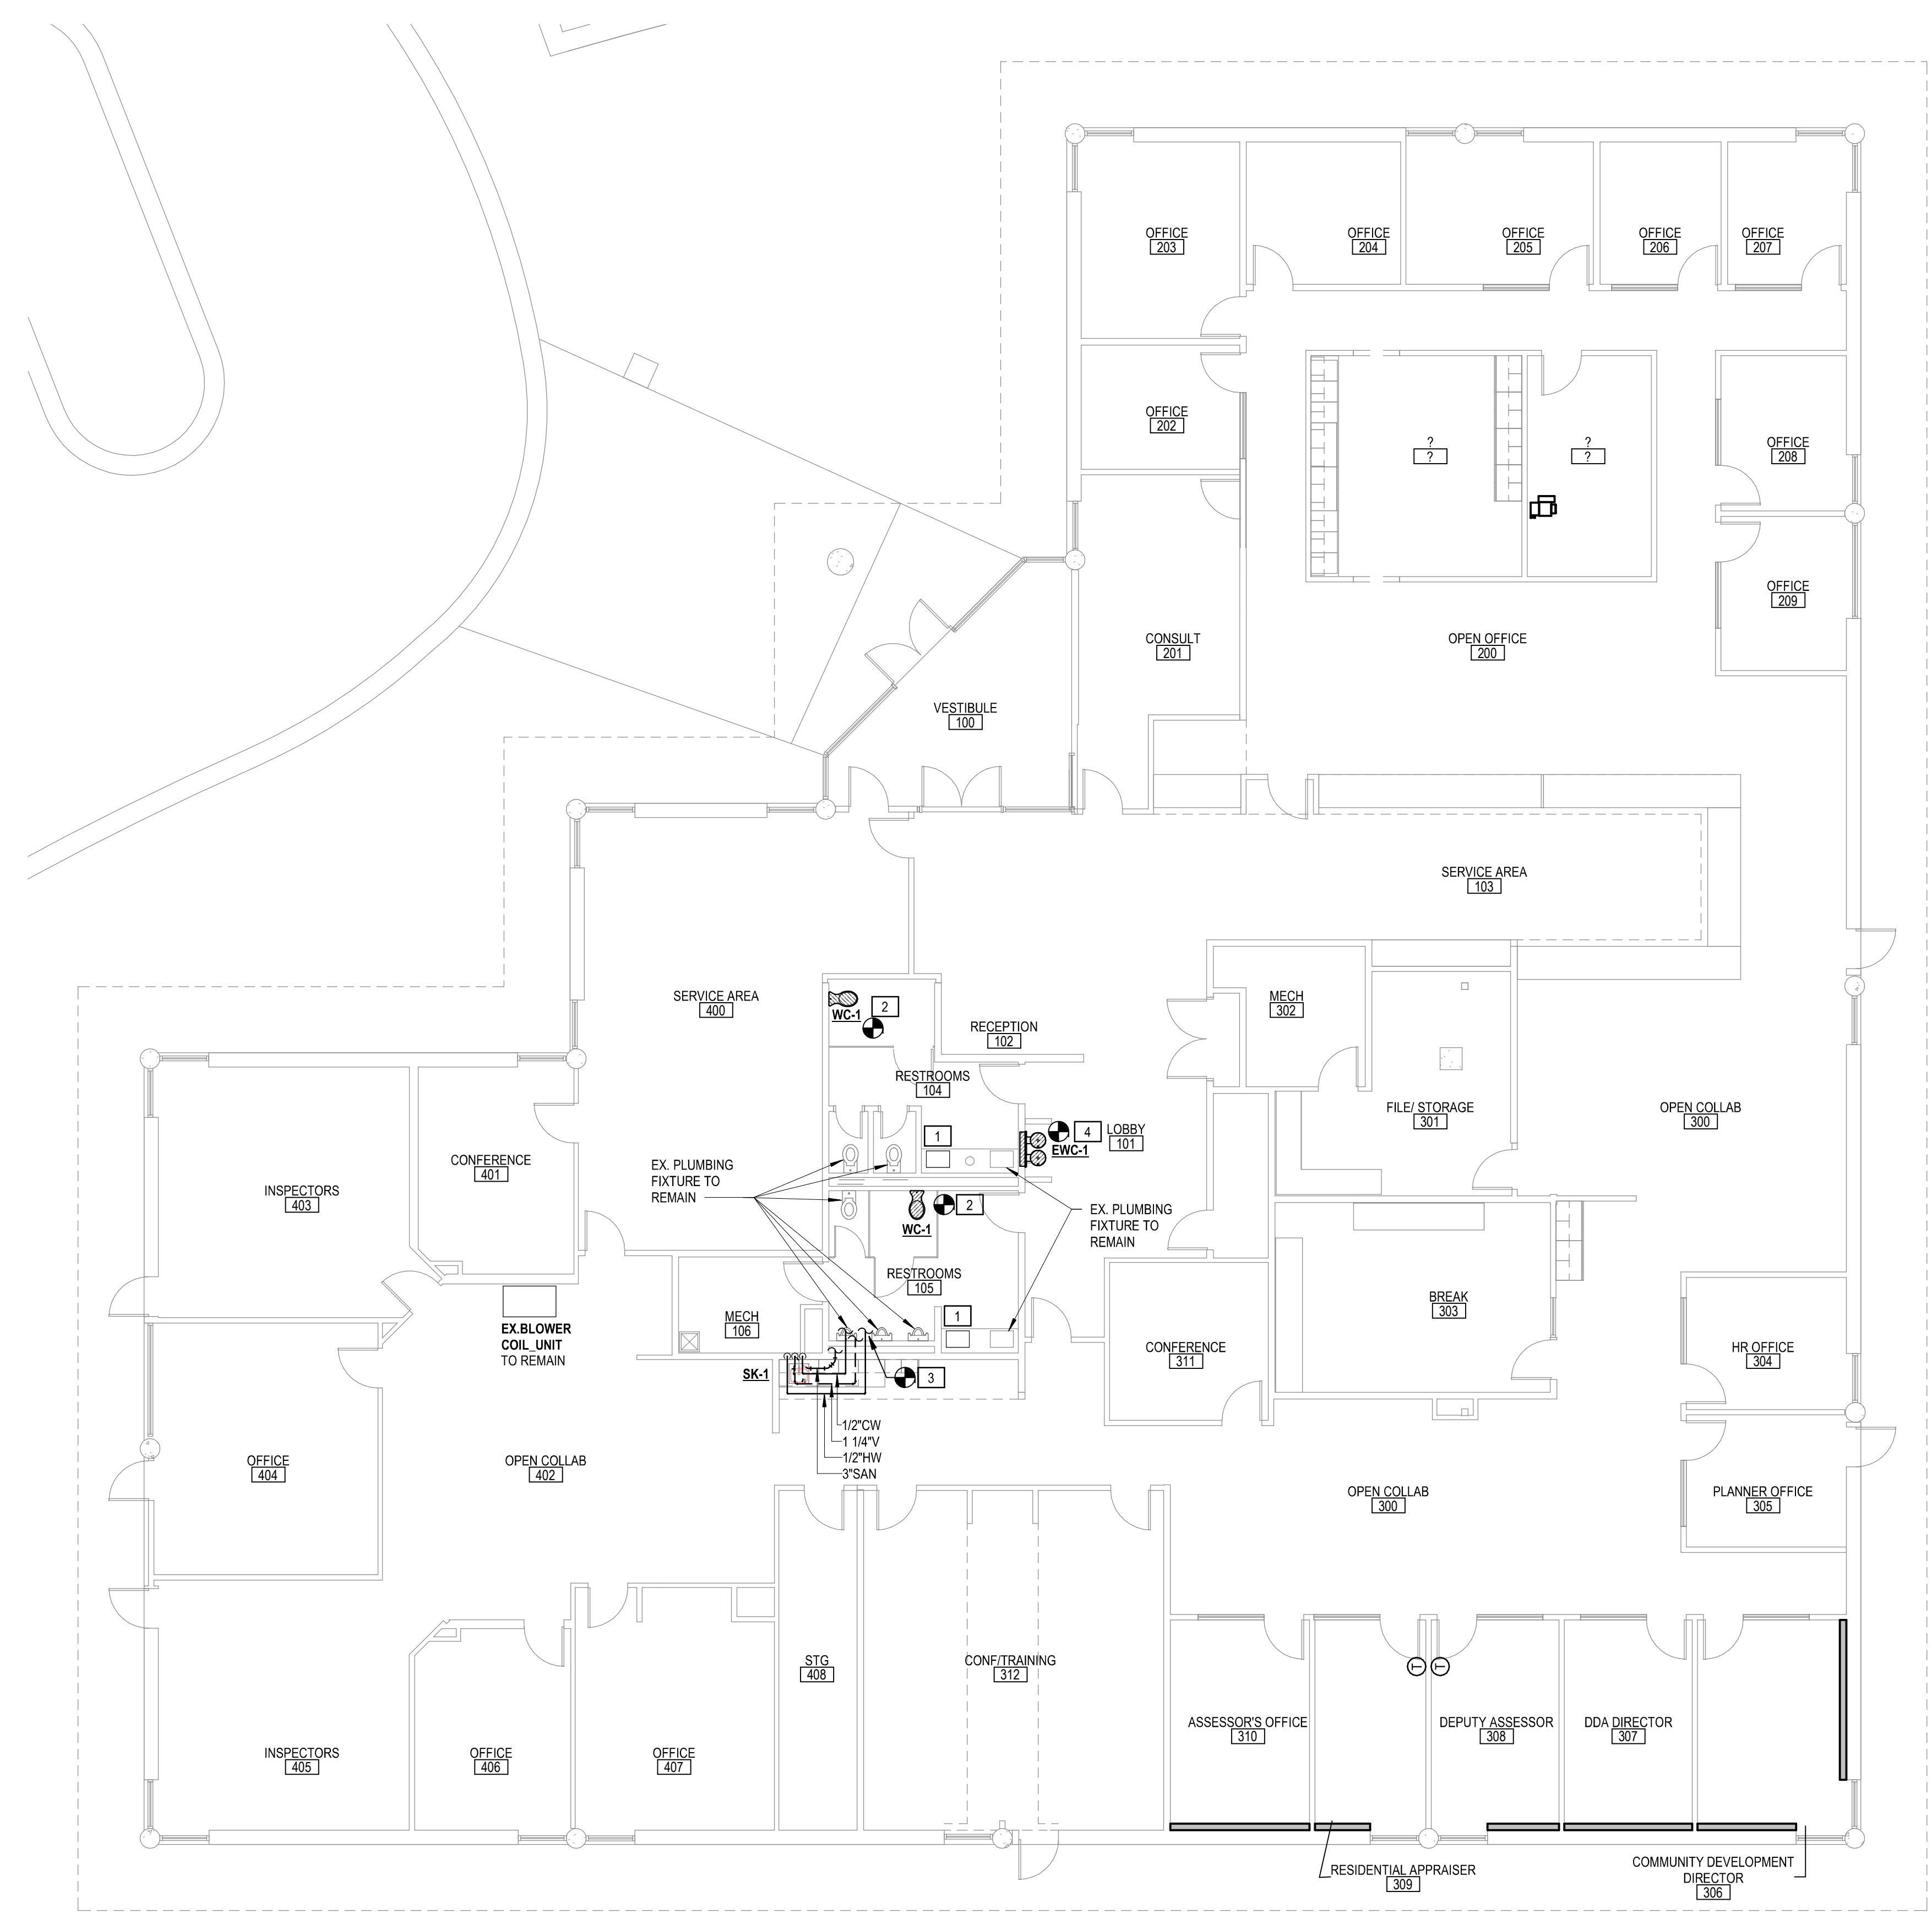 OFFICE
203
OFFICE
204
OFFICE
205
OFFICE
206
OFFICE
207
OFFICE
202
?
?
?
?
OFFICE
208
OFFICE
209
CONSULT
201
OPEN OFFICE
200
VESTIBULE
100
SERVICE AREA
103
SERVICE AREA
400
WC-1
2
RECEPTION
102
MECH
302
RESTROOMS
104
FILE/ STORAGE
301
OPEN COLLAB
300
1
4
LOBBY
101
EWC-1
CONFERENCE
401
INSPECTORS
403
EX. PLUMBING
FIXTURE TO
REMAIN
WC-1
2
EX. PLUMBING
FIXTURE TO
REMAIN
RESTROOMS
105
MECH
106
1
BREAK
303
EX.BLOWER
COIL_UNIT
TO REMAIN
CONFERENCE
311
HR OFFICE
304
SK-1
3
1/2"CW
1 1/4"V
1/2"HW
3"SAN
OFFICE
404
OPEN COLLAB
402
OPEN COLLAB
300
PLANNER OFFICE
305
STG
408
CONF/TRAINING
312
T
T
ASSESSOR'S OFFICE
310
DEPUTY ASSESSOR
308
DDA DIRECTOR
307
INSPECTORS
405
OFFICE
406
OFFICE
407
RESIDENTIAL APPRAISER
309
COMMUNITY DEVELOPMENT
DIRECTOR
306